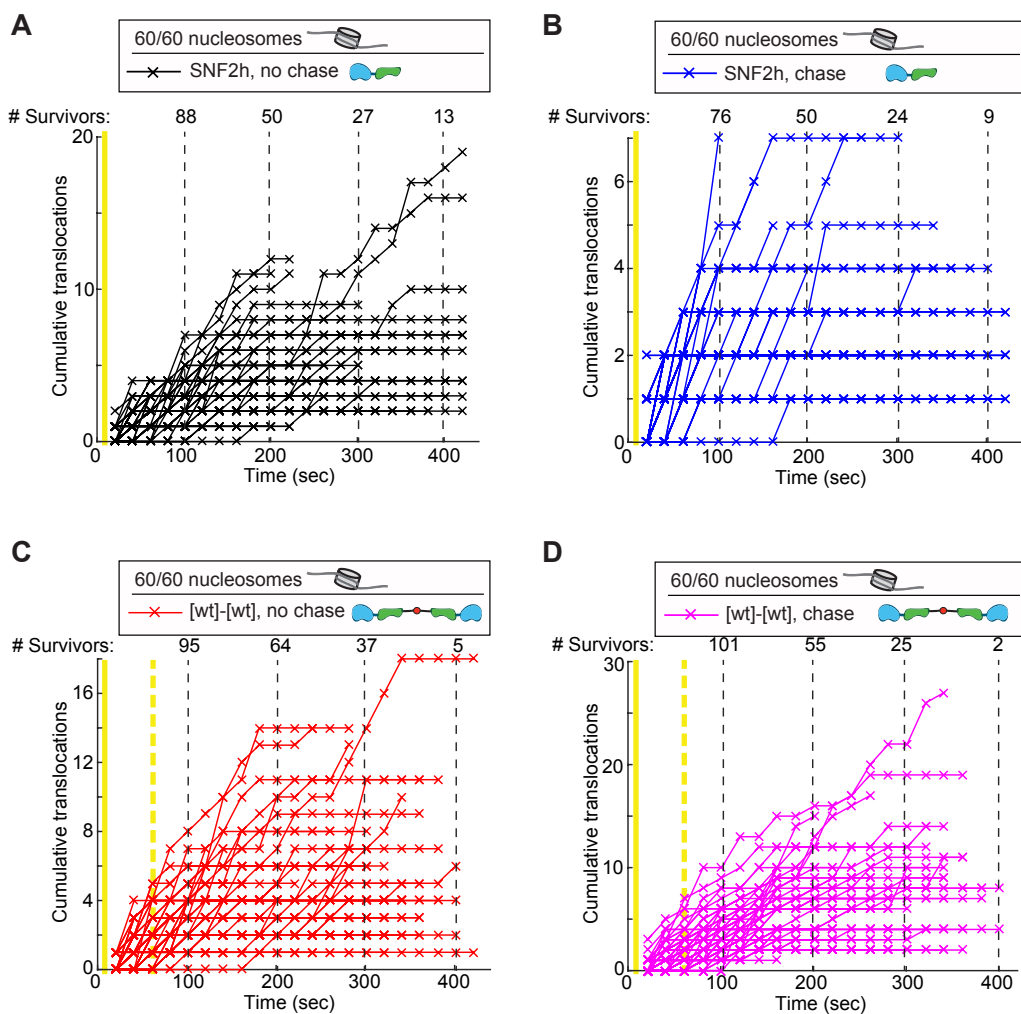 A
60/60 nucleosomes
SNF2h, no chase
# Survivors: 88 50 27 13
20
10
0
Cumulative translocations
0 100 200 300 400
Time (sec)
B
60/60 nucleosomes
SNF2h, chase
# Survivors: 76 50 24 9
6
4
2
0
Cumulative translocations
0 100 200 300 400
Time (sec)
C
60/60 nucleosomes
[wt]-[wt], no chase
# Survivors: 95 64 37 5
16
12
8
4
0
Cumulative translocations
0 100 200 300 400
Time (sec)
D
60/60 nucleosomes
[wt]-[wt], chase
# Survivors: 101 55 25 2
30
20
10
0
Cumulative translocations
0 100 200 300 400
Time (sec)